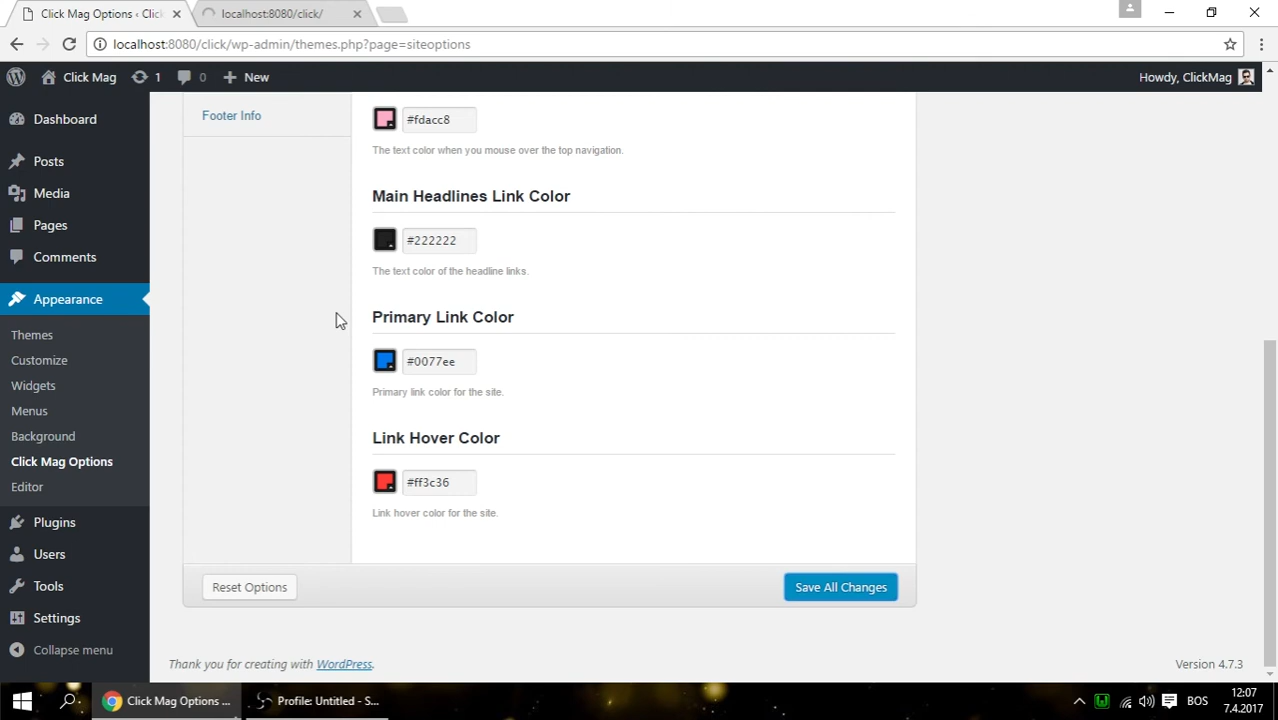 Click Mag Options ‹ Clic
localhost:8080/click/
localhost:8080/click/wp-admin/themes.php?page=siteoptions
Click Mag
1
0
New
Howdy, ClickMag
Dashboard
Posts
Media
Pages
Comments
Appearance
Themes
Customize
Widgets
Menus
Background
Click Mag Options
Editor
Plugins
Users
Tools
Settings
Collapse menu
Footer Info
#fdacc8
The text color when you mouse over the top navigation.
Main Headlines Link Color
#222222
The text color of the headline links.
Primary Link Color
#0077ee
Primary link color for the site.
Link Hover Color
#ff3c36
Link hover color for the site.
Reset Options
Save All Changes
Thank you for creating with WordPress.
Version 4.7.3
Click Mag Options ...
Profile: Untitled - S...
BOS
12:07
7.4.2017